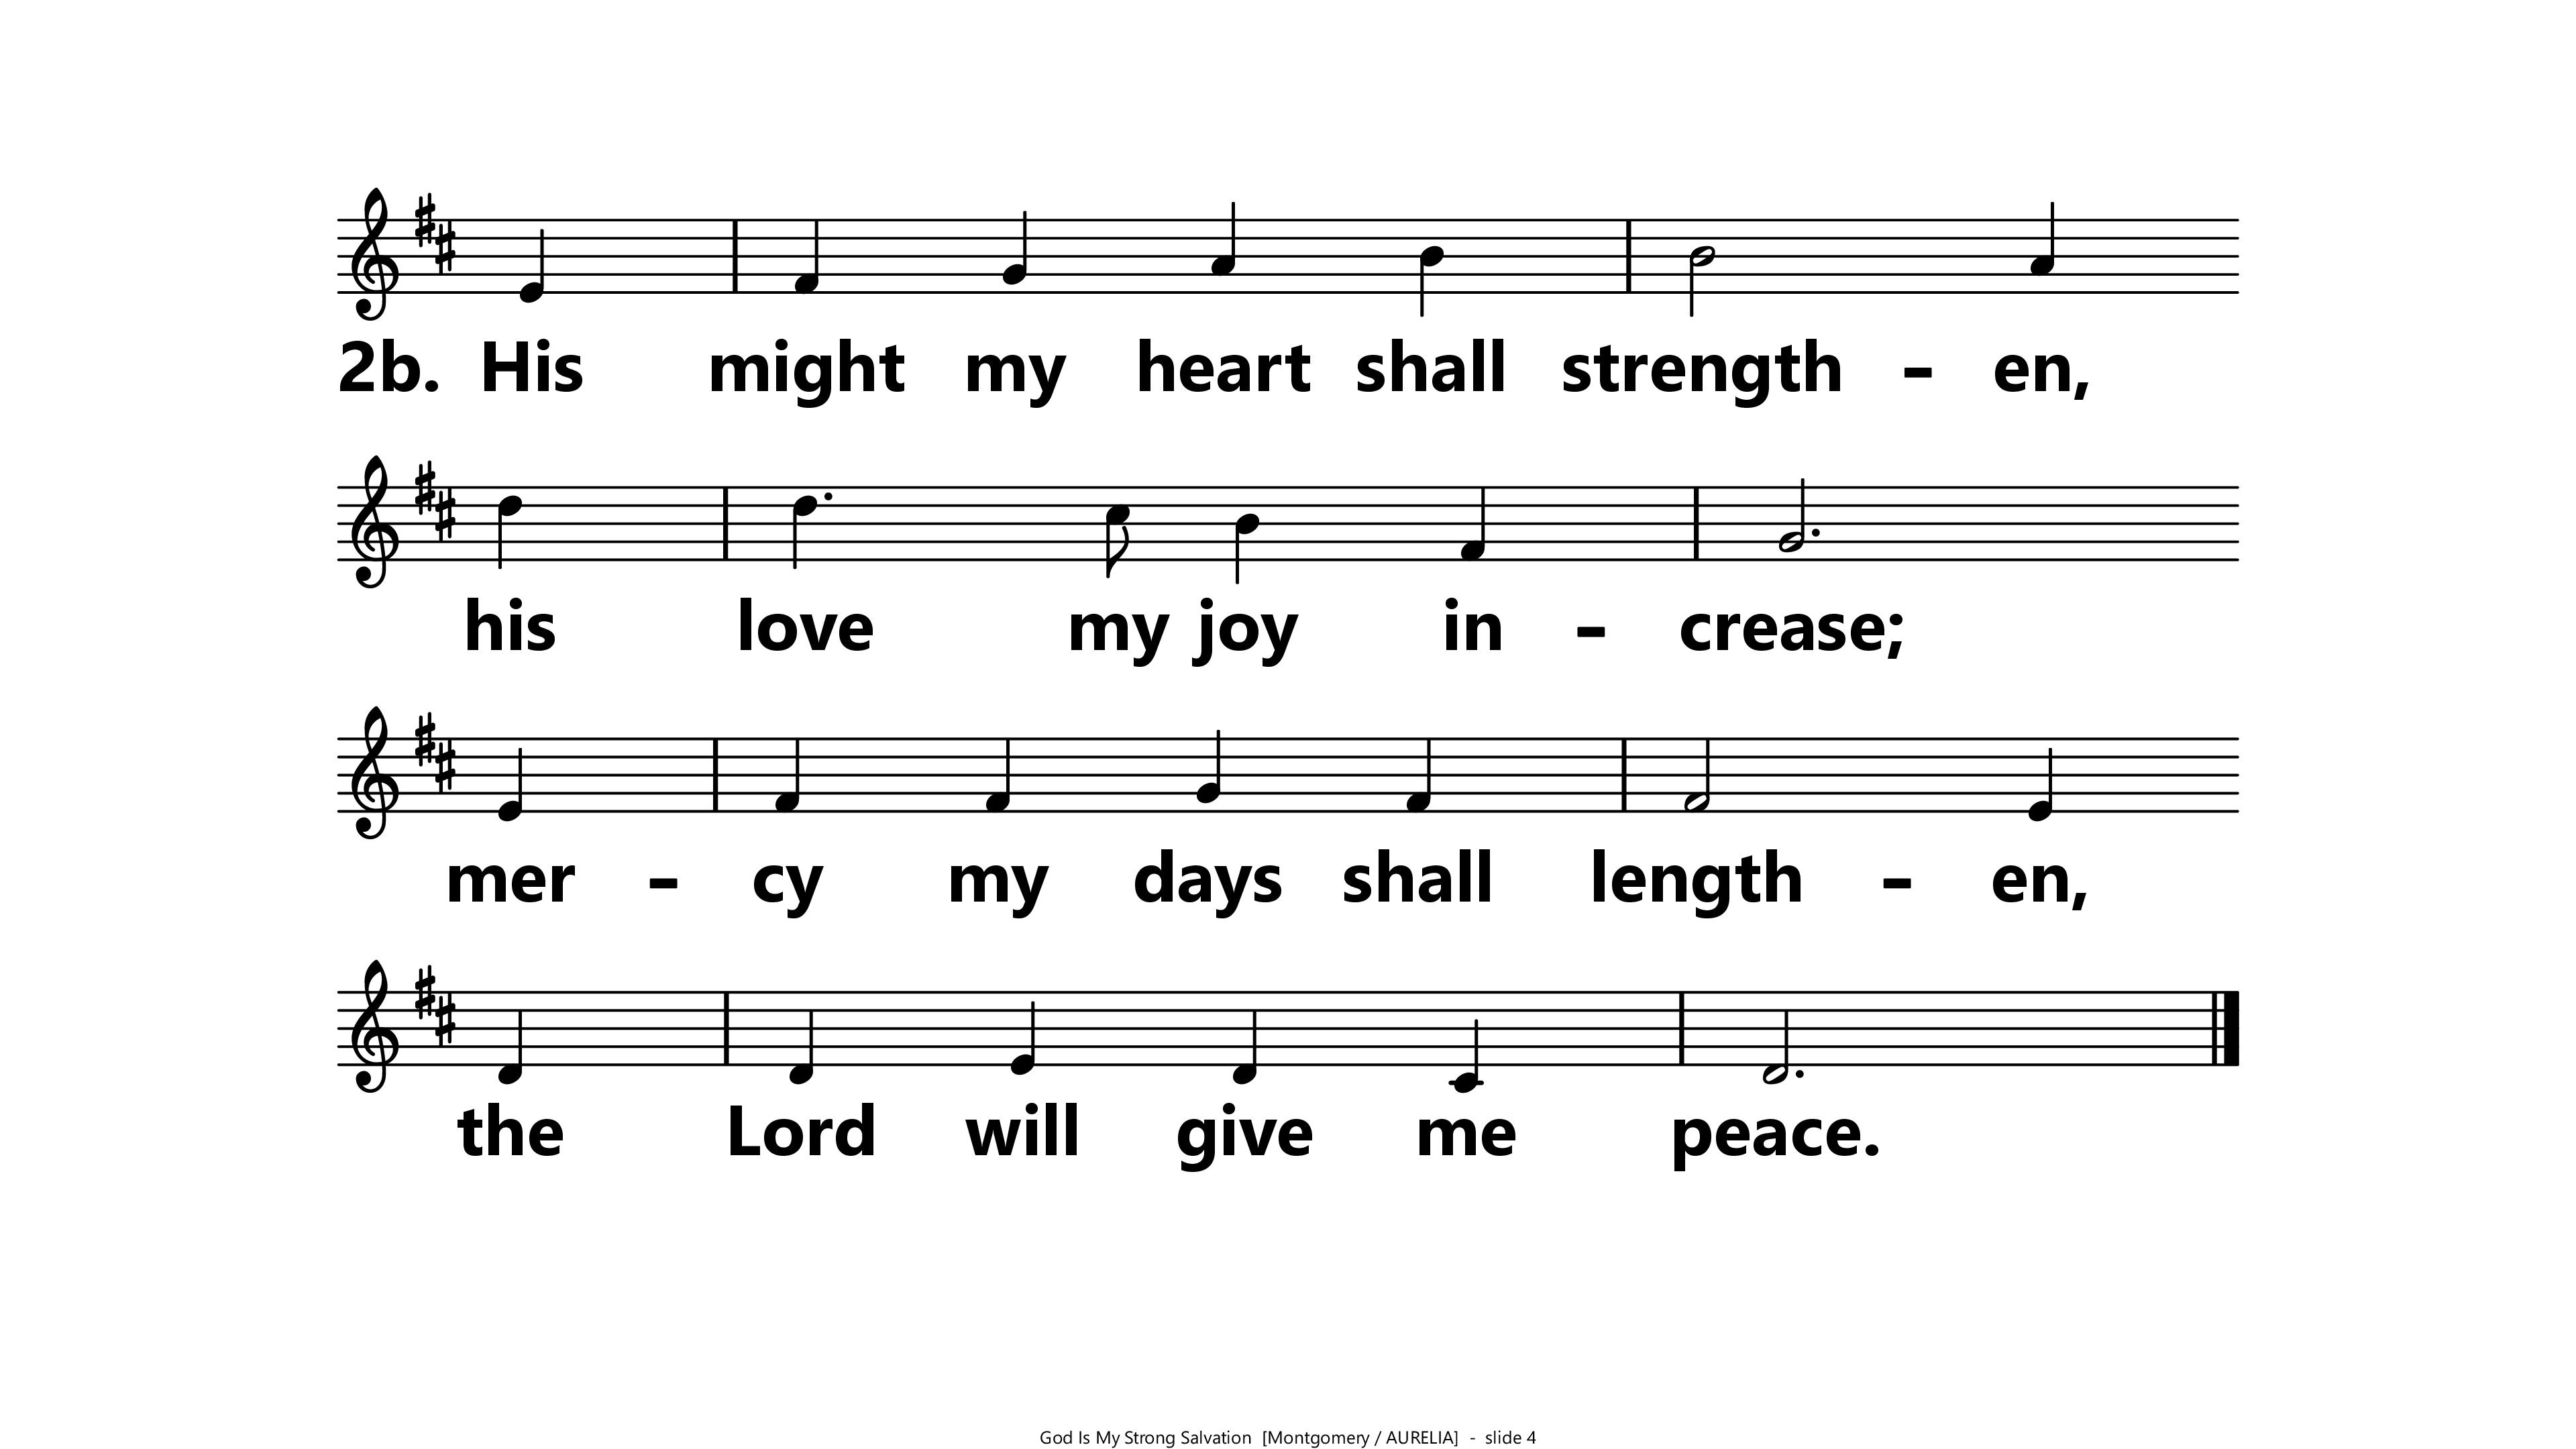 2b. His might my heart shall strength - en,
his love my joy in - crease;
mer - cy my days shall length - en,
the Lord will give me peace.
God Is My Strong Salvation [Montgomery / AURELIA] - slide 4